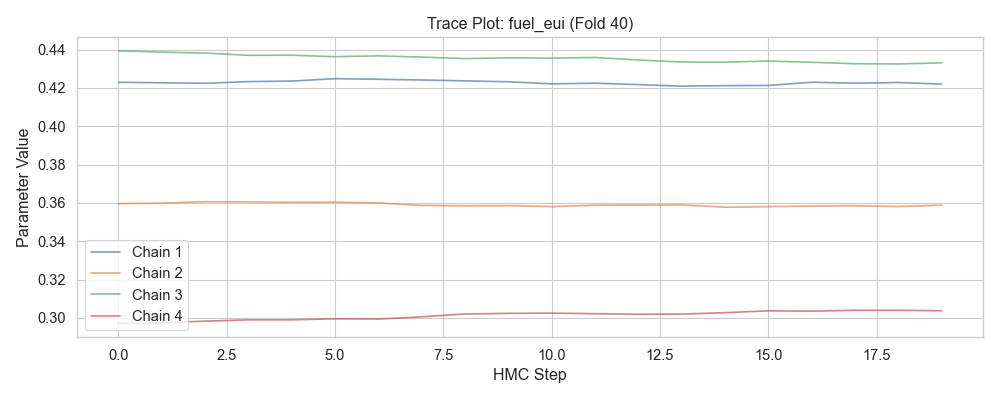 Trace Plot: fuel_eui (Fold 40)
0.44
0.42
0.40
0.38
0.36
0.34
0.32
0.30
Parameter Value
Chain 1
Chain 2
Chain 3
Chain 4
0.0 2.5 5.0 7.5 10.0 12.5 15.0 17.5
HMC Step